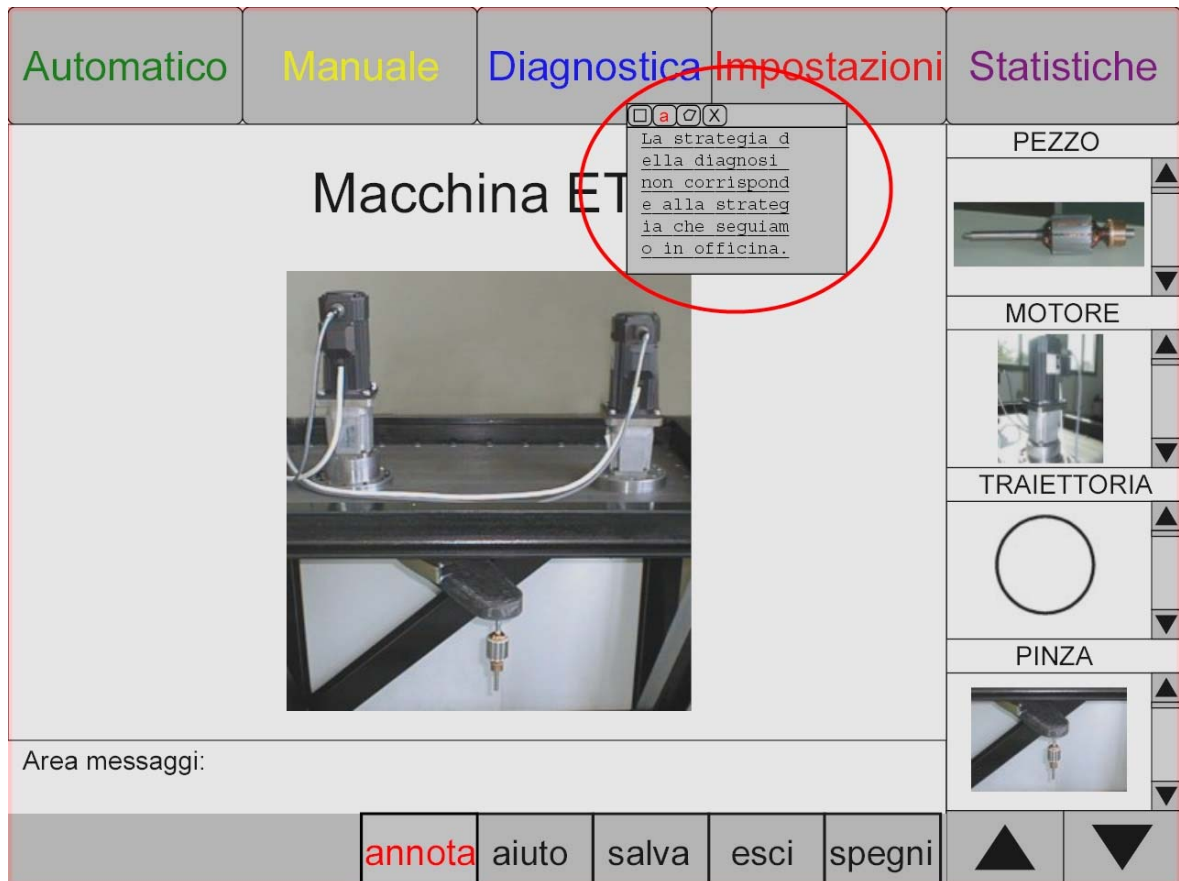 Automatico Manuale Diagnostica Impostazioni Statistiche
a X
La strategia d
ella diagnosi
non corrispond
e alla strateg
ia che seguiam
o in officina.
Macchina ET
PEZZO
MOTORE
TRAIETTORIA
PINZA
Area messaggi:
annota aiuto salva esci spegni